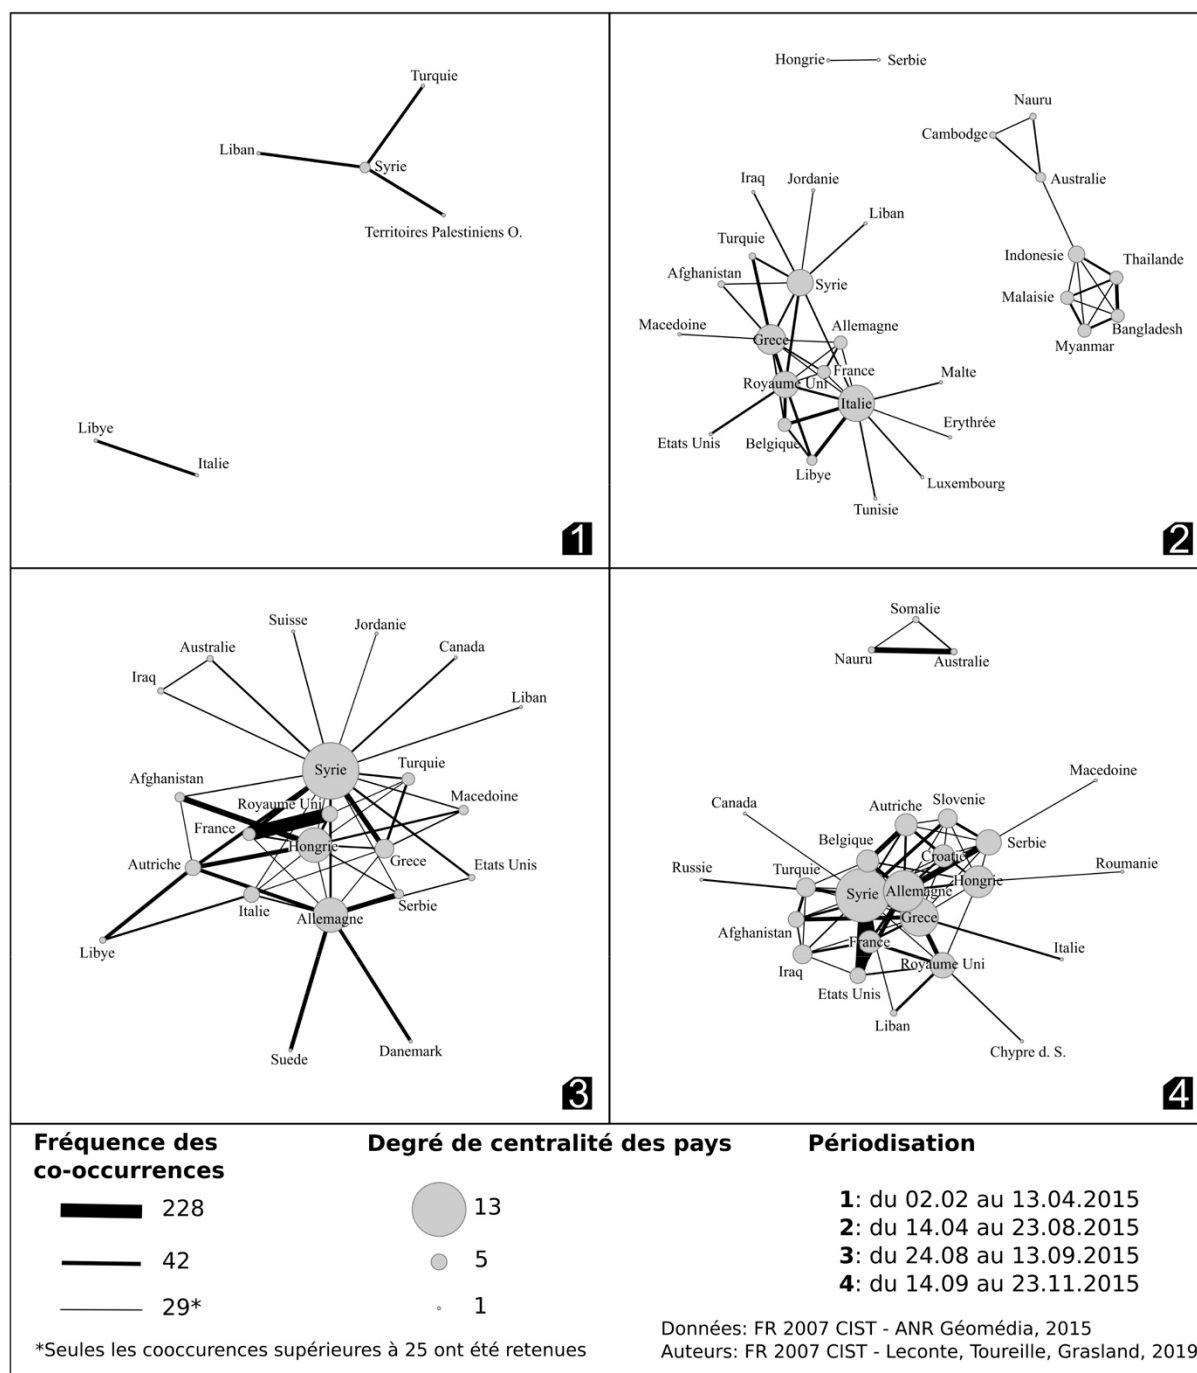 Turquie
Liban
Syrie
Territoires Palestiniens O.
Libye
Italie
1
Hongrie
Serbie
Nauru
Cambodge
Australie
Iraq
Jordanie
Liban
Turquie
Afghanistan
Syrie
Indonesie
Thailande
Malaisie
Bangladesh
Myanmar
Macedoine
Allemagne
Grece
France
Royaume Uni
Malte
Italie
Erythrée
Etats Unis
Belgique
Libye
Luxembourg
Tunisie
2
Suisse
Jordanie
Australie
Canada
Iraq
Liban
Syrie
Turquie
Afghanistan
Royaume Uni
Macedoine
France
Hongrie
Grece
Autriche
Etats Unis
Italie
Serbie
Allemagne
Libye
Suede
Danemark
3
Somalie
Nauru
Australie
Macedoine
Canada
Autriche
Slovenie
Belgique
Croatie
Serbie
Russie
Turquie
Roumanie
Syrie
Allemagne
Hongrie
Grece
Afghanistan
France
Italie
Iraq
Royaume Uni
Etats Unis
Liban
Chypre d. S.
4
Fréquence des
co-occurrences
228
42
29*
*Seules les cooccurences supérieures à 25 ont été retenues
Degré de centralité des pays
13
5
1
Périodisation
1: du 02.02 au 13.04.2015
2: du 14.04 au 23.08.2015
3: du 24.08 au 13.09.2015
4: du 14.09 au 23.11.2015
Données: FR 2007 CIST - ANR Géomédia, 2015
Auteurs: FR 2007 CIST - Leconte, Toureille, Grasland, 2019